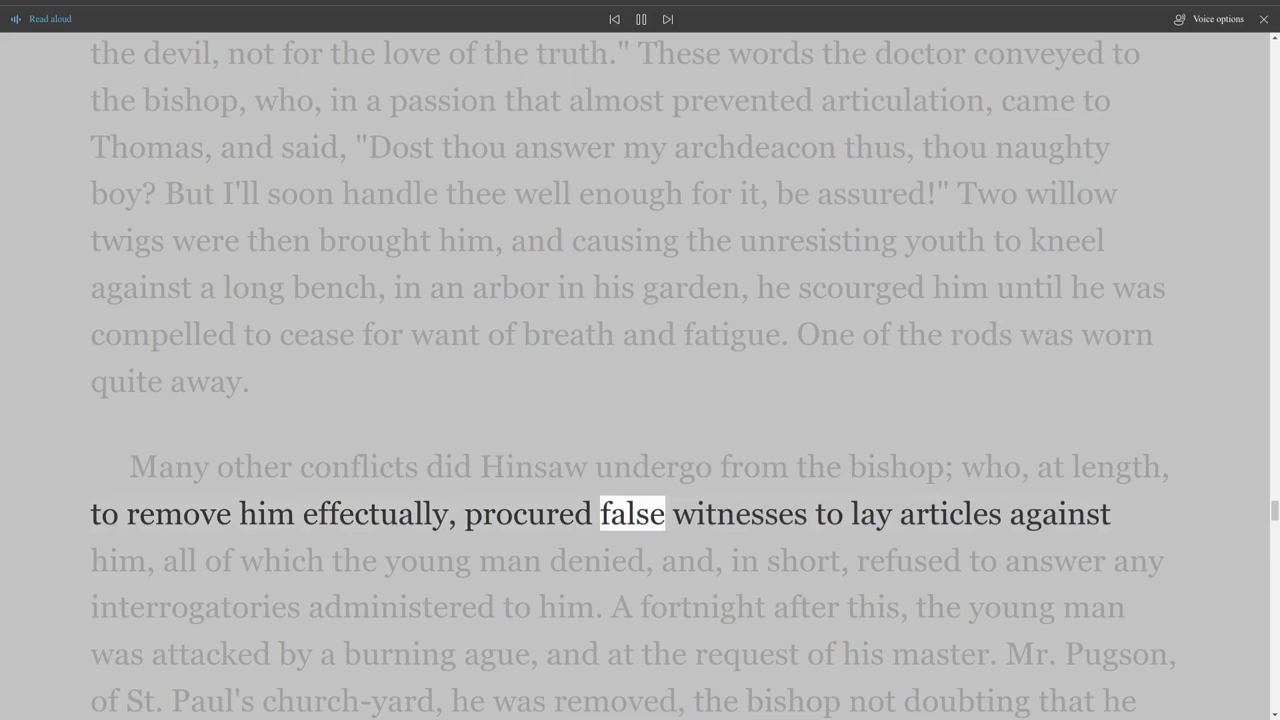 Read aloud
Voice options
the devil, not for the love of the truth." These words the doctor conveyed to
the bishop, who, in a passion that almost prevented articulation, came to
Thomas, and said, "Dost thou answer my archdeacon thus, thou naughty
boy? But I'll soon handle thee well enough for it, be assured!" Two willow
twigs were then brought him, and causing the unresisting youth to kneel
against a long bench, in an arbor in his garden, he scourged him until he was
compelled to cease for want of breath and fatigue. One of the rods was worn
quite away.
Many other conflicts did Hinsaw undergo from the bishop; who, at length,
to remove him effectually, procured false witnesses to lay articles against
him, all of which the young man denied, and, in short, refused to answer any
interrogatories administered to him. A fortnight after this, the young man
was attacked by a burning ague, and at the request of his master. Mr. Pugson,
of St. Paul's church-yard, he was removed, the bishop not doubting that he